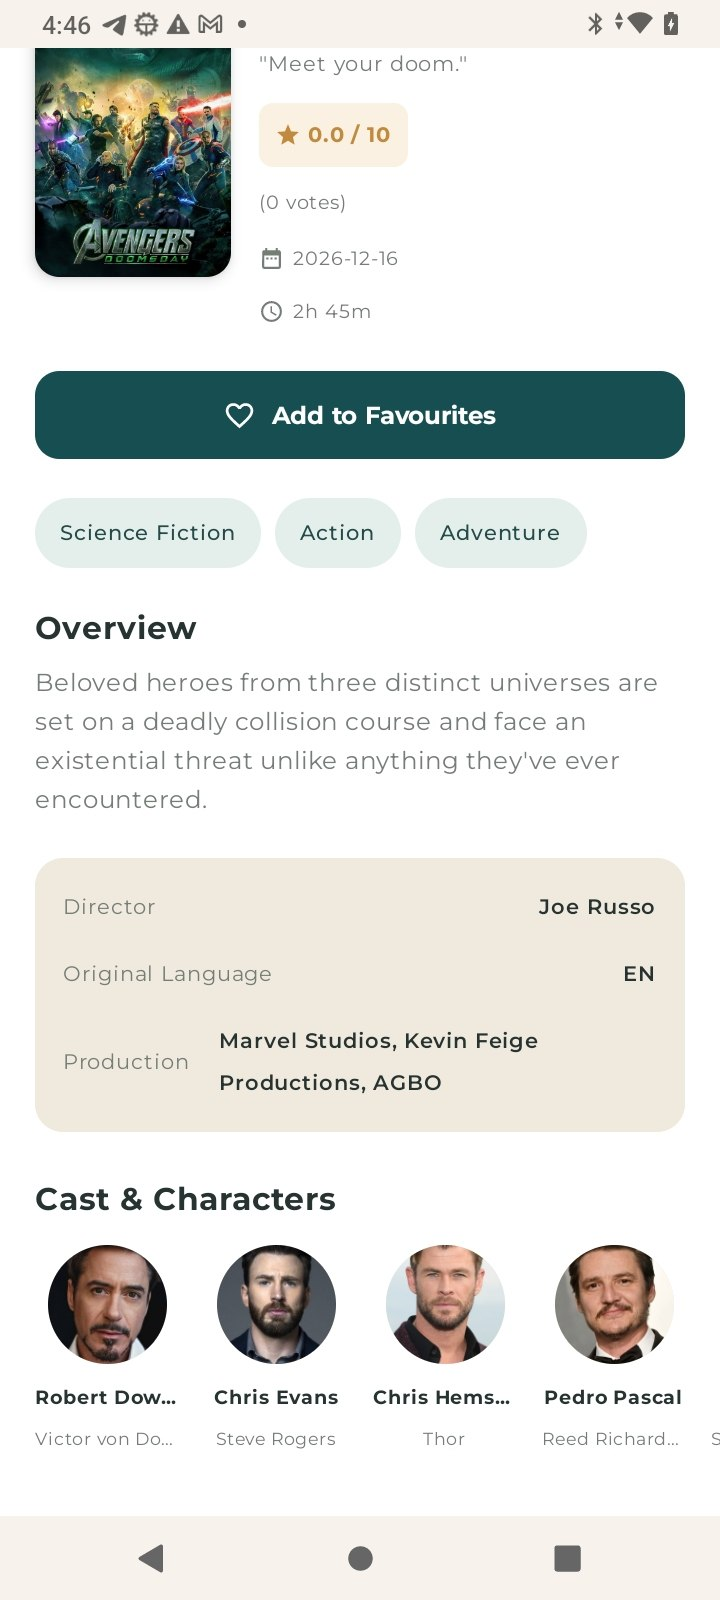 4:46
"Meet your doom."
0.0 / 10
(0 votes)
AVENGERS
DOOMSDAY
2026-12-16
2h 45m
Add to Favourites
Science Fiction Action Adventure
Overview
Beloved heroes from three distinct universes are
set on a deadly collision course and face an
existential threat unlike anything they've ever
encountered.
Director Joe Russo
Original Language EN
Production Marvel Studios, Kevin Feige
Productions, AGBO
Cast & Characters
Robert Dow... Chris Evans Chris Hems... Pedro Pascal
Victor von Do... Steve Rogers Thor Reed Richard... S